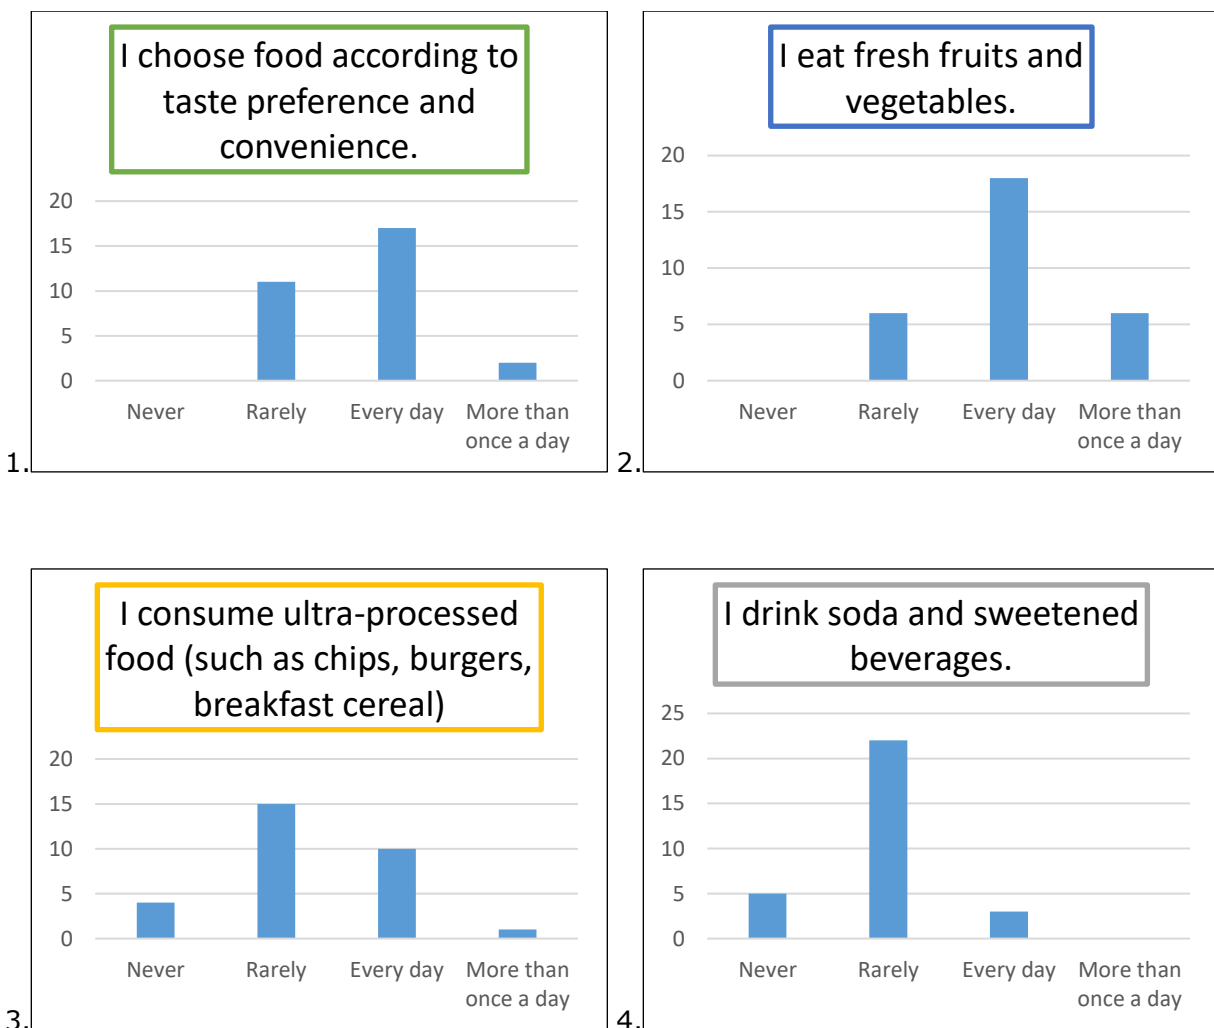 I choose food according to
taste preference and
convenience.
20
15
10
5
0
Never Rarely Every day More than
once a day
1.
I eat fresh fruits and
vegetables.
20
15
10
5
0
Never Rarely Every day More than
once a day
2.
I consume ultra-processed
food (such as chips, burgers,
breakfast cereal)
20
15
10
5
0
Never Rarely Every day More than
once a day
3.
I drink soda and sweetened
beverages.
25
20
15
10
5
0
Never Rarely Every day More than
once a day
4.